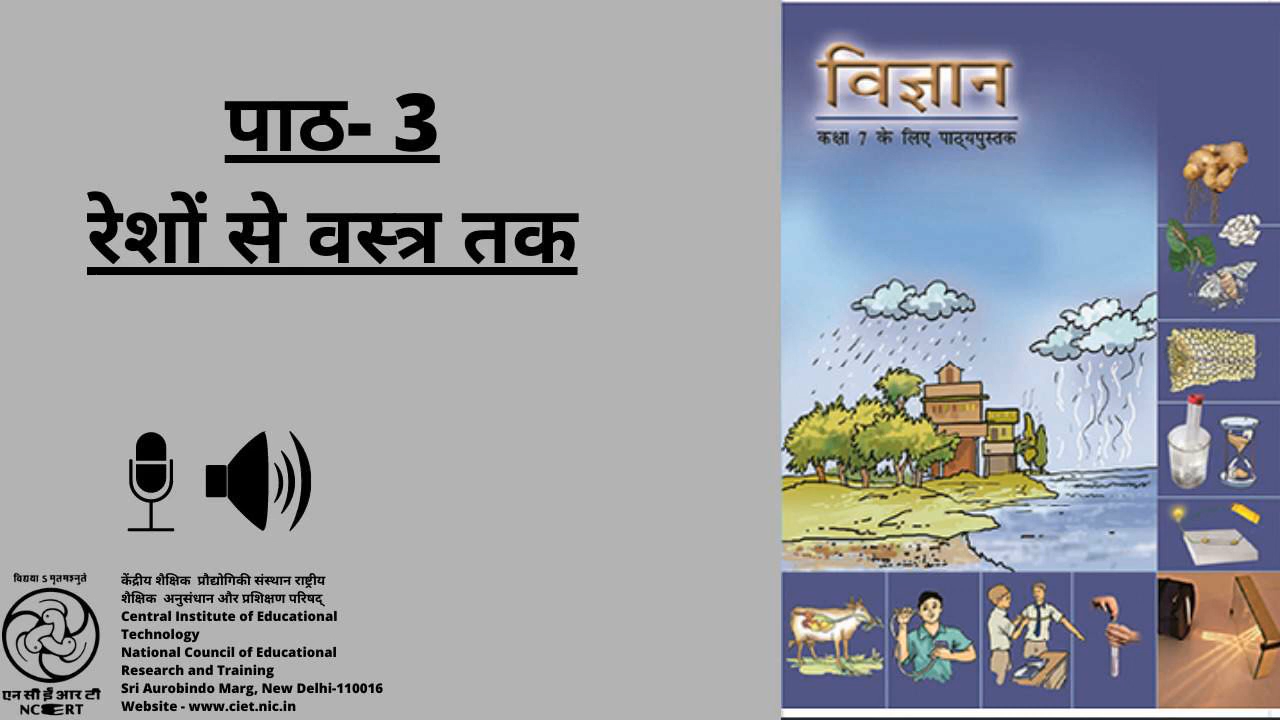 पाठ- 3
रेशों से वस्त्र तक
विज्ञान
कक्षा 7 के लिए पाठ्यपुस्तक
विद्यया ऽ मृतमश्नुते
एन सी ई आर टी
NCERT
केंद्रीय शैक्षिक प्रौद्योगिकी संस्थान राष्ट्रीय
शैक्षिक अनुसंधान और प्रशिक्षण परिषद्
Central Institute of Educational
Technology
National Council of Educational
Research and Training
Sri Aurobindo Marg, New Delhi-110016
Website - www.ciet.nic.in